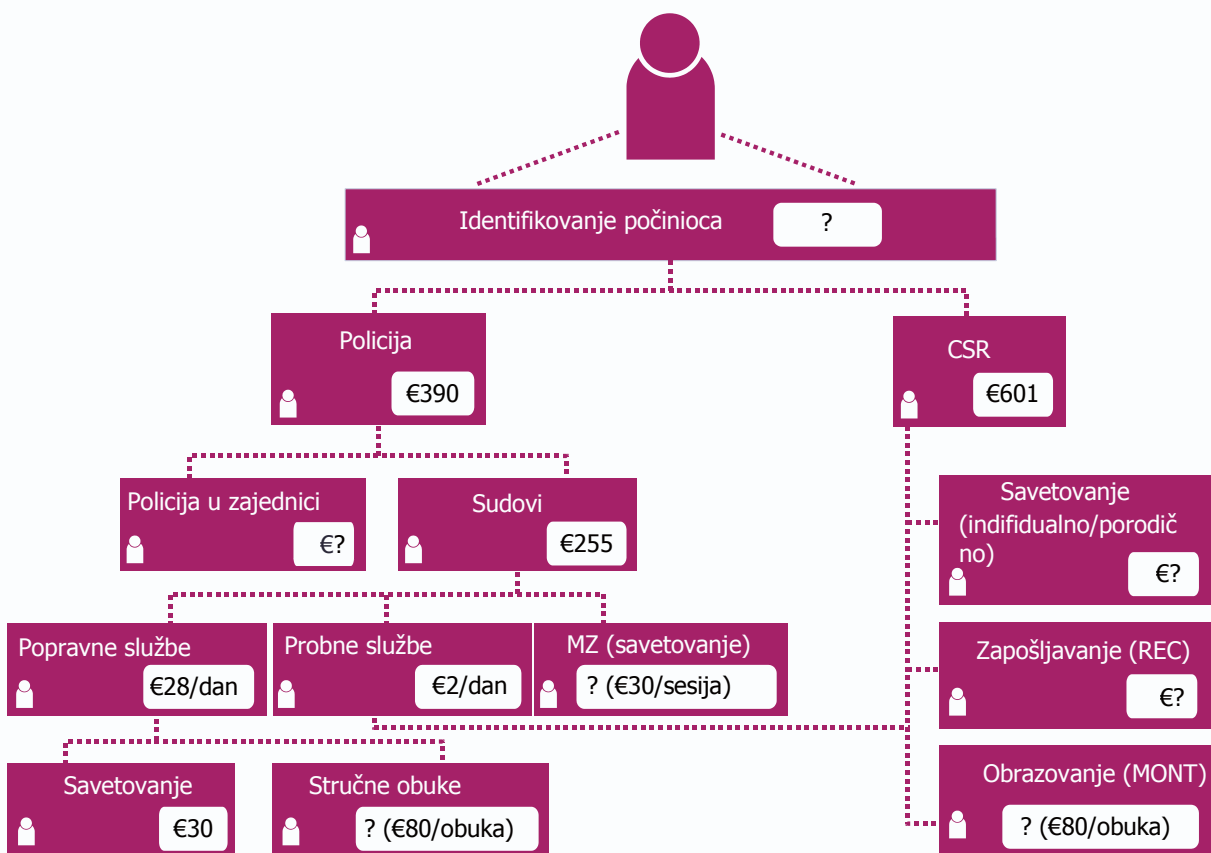 Identifikovanje počinioca
?
Policija
€390
CSR
€601
Policija u zajednici
€?
Sudovi
€255
Savetovanje
(indifidualno/porodič
no)
€?
Popravne službe
€28/dan
Probne službe
€2/dan
MZ (savetovanje)
? (€30/sesija)
Zapošljavanje (REC)
€?
Savetovanje
€30
Stručne obuke
? (€80/obuka)
Obrazovanje (MONT)
? (€80/obuka)